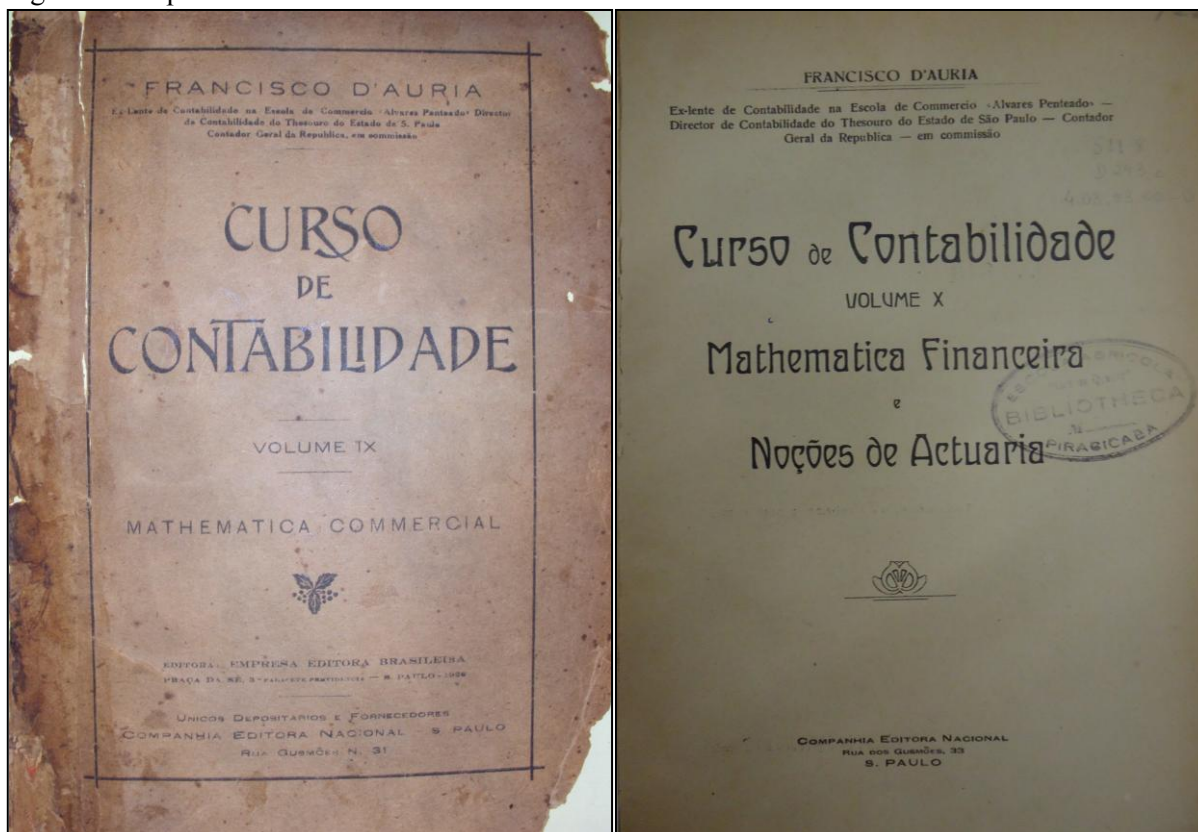 FRANCISCO D'AURIA
Ex-Lente de Contabilidade na Escola de Commercio «Alvares Penteado» Director
de Contabilidade do Thesouro do Estado de S. Paulo
Contador Geral da Republica, em commissão
CURSO
DE
CONTABILIDADE
VOLUME IX
MATHEMATICA COMMERCIAL
EDITORA: EMPRESA EDITORA BRASILEIRA
PRAÇA DA SÉ, 3 - PALACETE — S. PAULO
UNICOS DEPOSITARIOS E FORNECEDORES
COMPANHIA EDITORA NACIONAL - S. PAULO
RUA GUSMÕES N. 31
FRANCISCO D'AURIA
Ex-lente de Contabilidade na Escola de Commercio «Alvares Penteado» —
Director de Contabilidade do Thesouro do Estado de São Paulo — Contador
Geral da Republica — em commissão
Curso de Contabilidade
VOLUME X
Mathematica Financeira
e
Noções de Actuaria
BIBLIOTHECA
PIRACICABA
COMPANHIA EDITORA NACIONAL
RUA DOS GUSMÕES, 33
S. PAULO